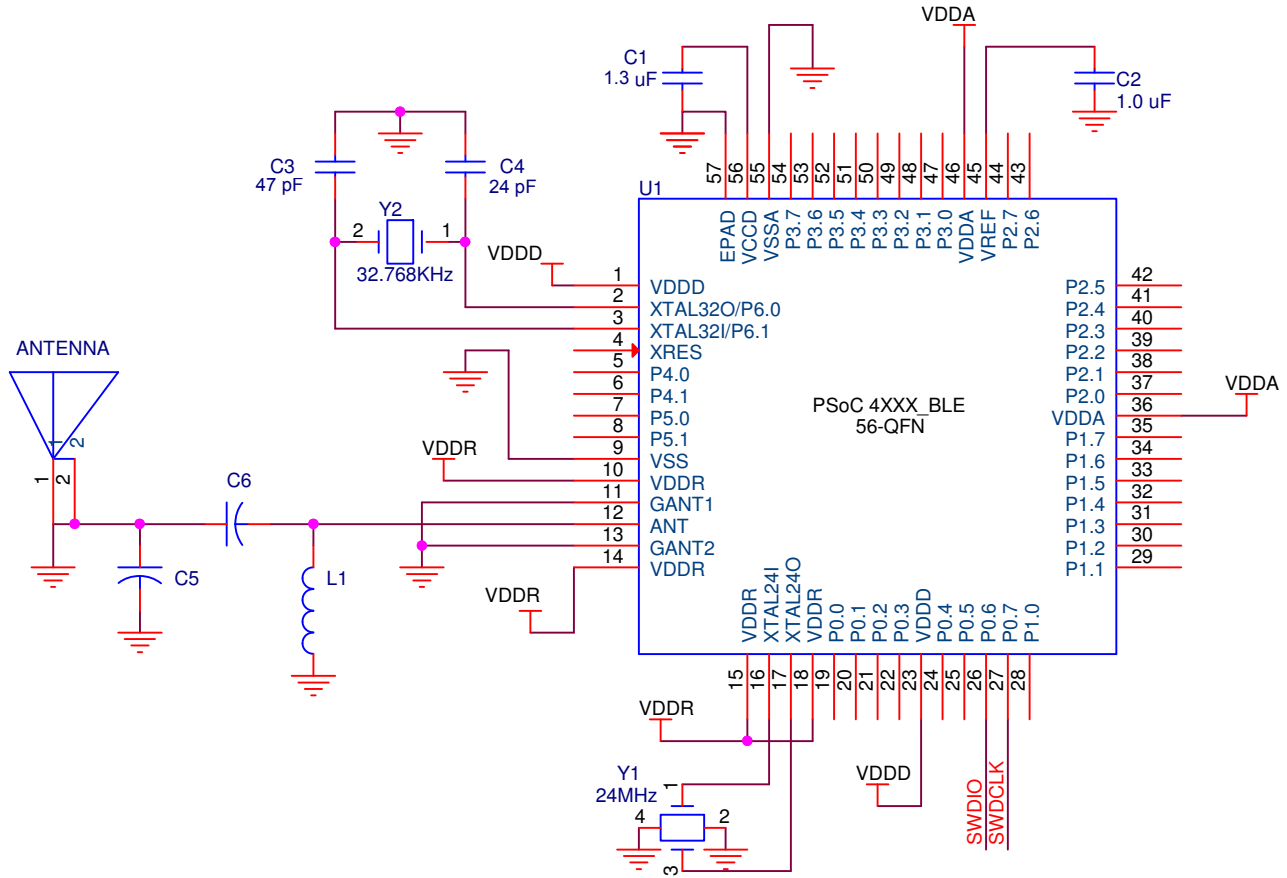 VDDA
C1
1.3 uF
C2
1.0 uF
C3
47 pF
C4
24 pF
Y2
2
1
32.768KHz
57
56
55
54
53
52
51
50
49
48
47
46
45
44
43
U1
EPAD
VCCD
VSSA
P3.7
P3.6
P3.5
P3.4
P3.3
P3.2
P3.1
P3.0
VDDA
VREF
P2.7
P2.6
VDDD
1 VDDD
2 XTAL32O/P6.0
3 XTAL32I/P6.1
4 XRES
5 P4.0
6 P4.1
7 P5.0
8 P5.1
9 VSS
10 VDDR
11 GANT1
12 ANT
13 GANT2
14 VDDR
P2.5 42
P2.4 41
P2.3 40
P2.2 39
P2.1 38
P2.0 37
VDDA 36
P1.7 35
P1.6 34
P1.5 33
P1.4 32
P1.3 31
P1.2 30
P1.1 29
VDDA
PSoC 4XXX_BLE
56-QFN
ANTENNA
1
2
1
2
VDDR
C6
C5
L1
VDDR
VDDR
XTAL24I
XTAL24O
VDDR
P0.0
P0.1
P0.2
P0.3
VDDD
P0.4
P0.5
P0.6
P0.7
P1.0
15
16
17
18
19
20
21
22
23
24
25
26
27
28
VDDR
Y1
24MHz
1
4
2
3
VDDD
SWDIO
SWDCLK